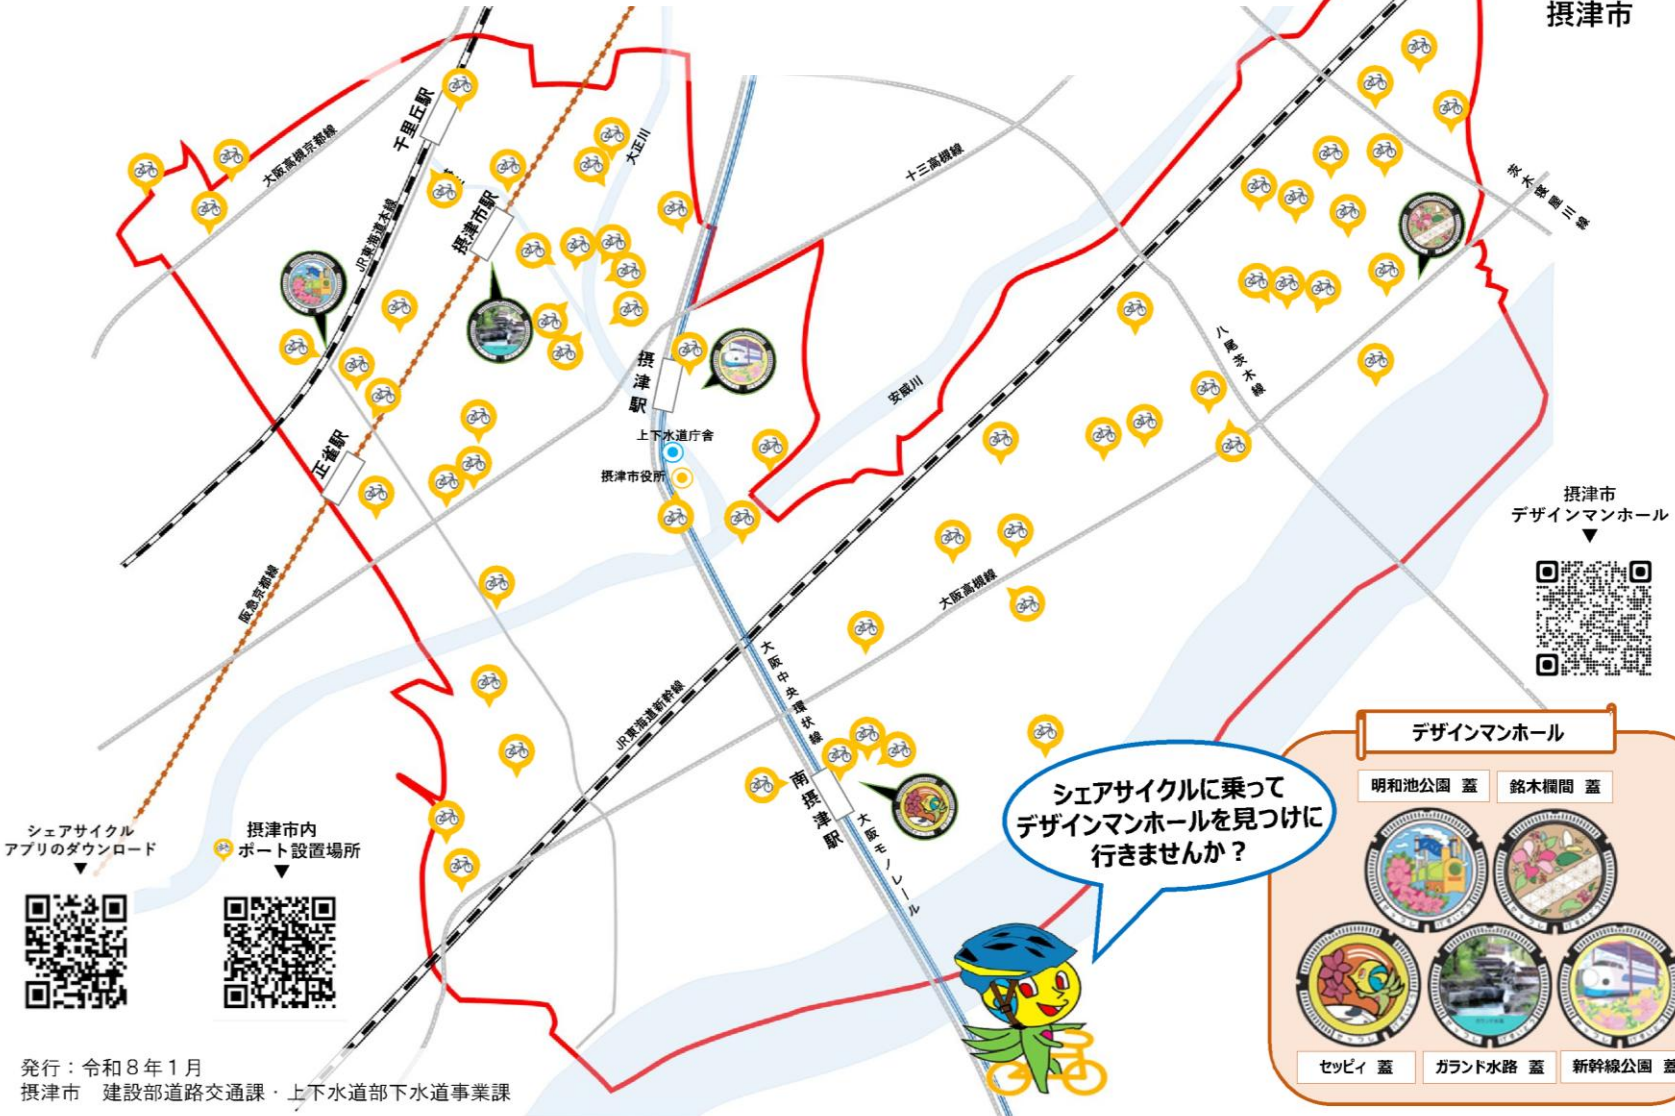 摂津市
千里丘駅
大阪高槻京都線
JR東海道本線
摂津市駅
大正川
十三高槻線
茨木寝屋川線
八尾茨木線
安威川
摂津駅
上下水道庁舎
摂津市役所
正雀駅
阪急京都線
大阪高槻線
JR東海道新幹線
大阪中央環状線
南摂津駅
大阪モノレール
摂津市
デザインマンホール
▼
シェアサイクル
アプリのダウンロード
▼
摂津市内
ポート設置場所
▼
シェアサイクルに乗って
デザインマンホールを見つけに
行きませんか？
デザインマンホール
明和池公園 蓋
銘木欄間 蓋
セッピィ 蓋
ガランド水路 蓋
新幹線公園 蓋
発行：令和８年１月
摂津市　建設部道路交通課・上下水道部下水道事業課